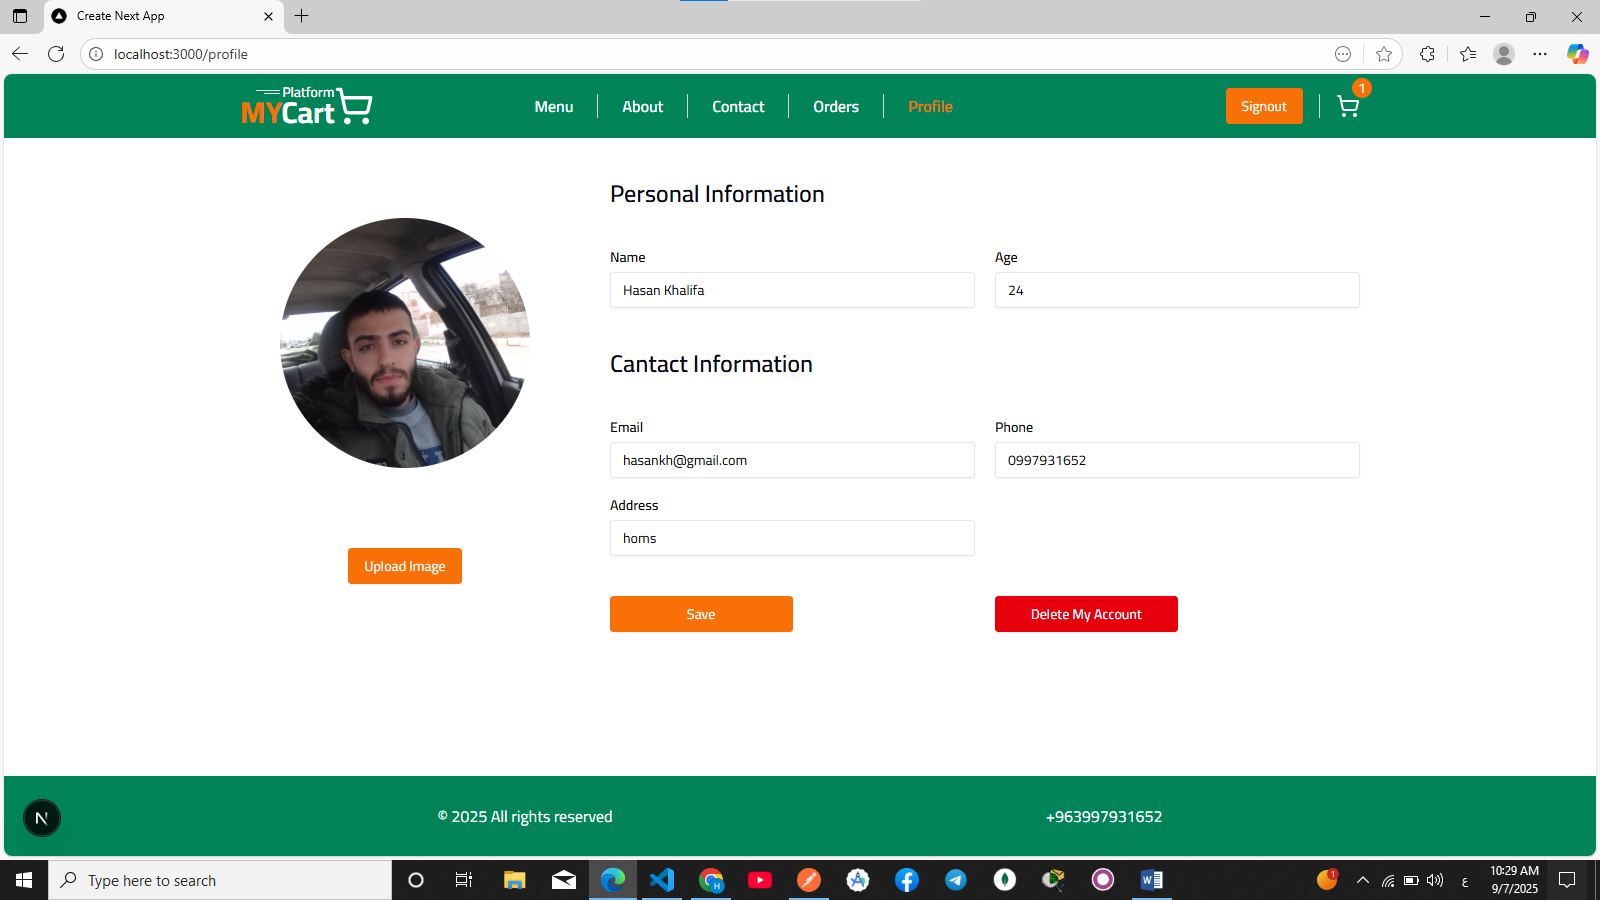 Create Next App
localhost:3000/profile
Platform
MYCart
Menu
About
Contact
Orders
Profile
Signout
1
Personal Information
Name
Age
Hasan Khalifa
24
Cantact Information
Email
Phone
hasankh@gmail.com
0997931652
Address
homs
Upload Image
Save
Delete My Account
N
© 2025 All rights reserved
+963997931652
Type here to search
H
1
ع
10:29 AM
9/7/2025